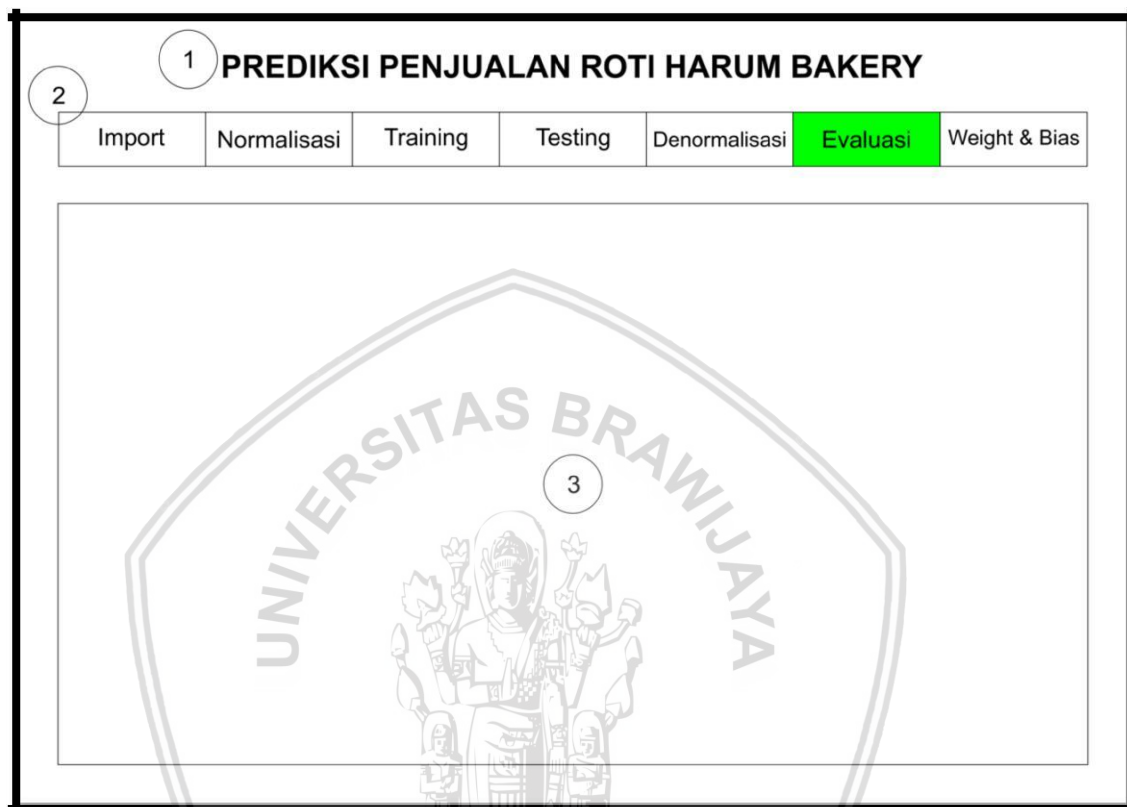 1
PREDIKSI PENJUALAN ROTI HARUM BAKERY
2
Import Normalisasi Training Testing Denormalisasi Evaluasi Weight & Bias
UNIVERSITAS BRAWIJAYA
3